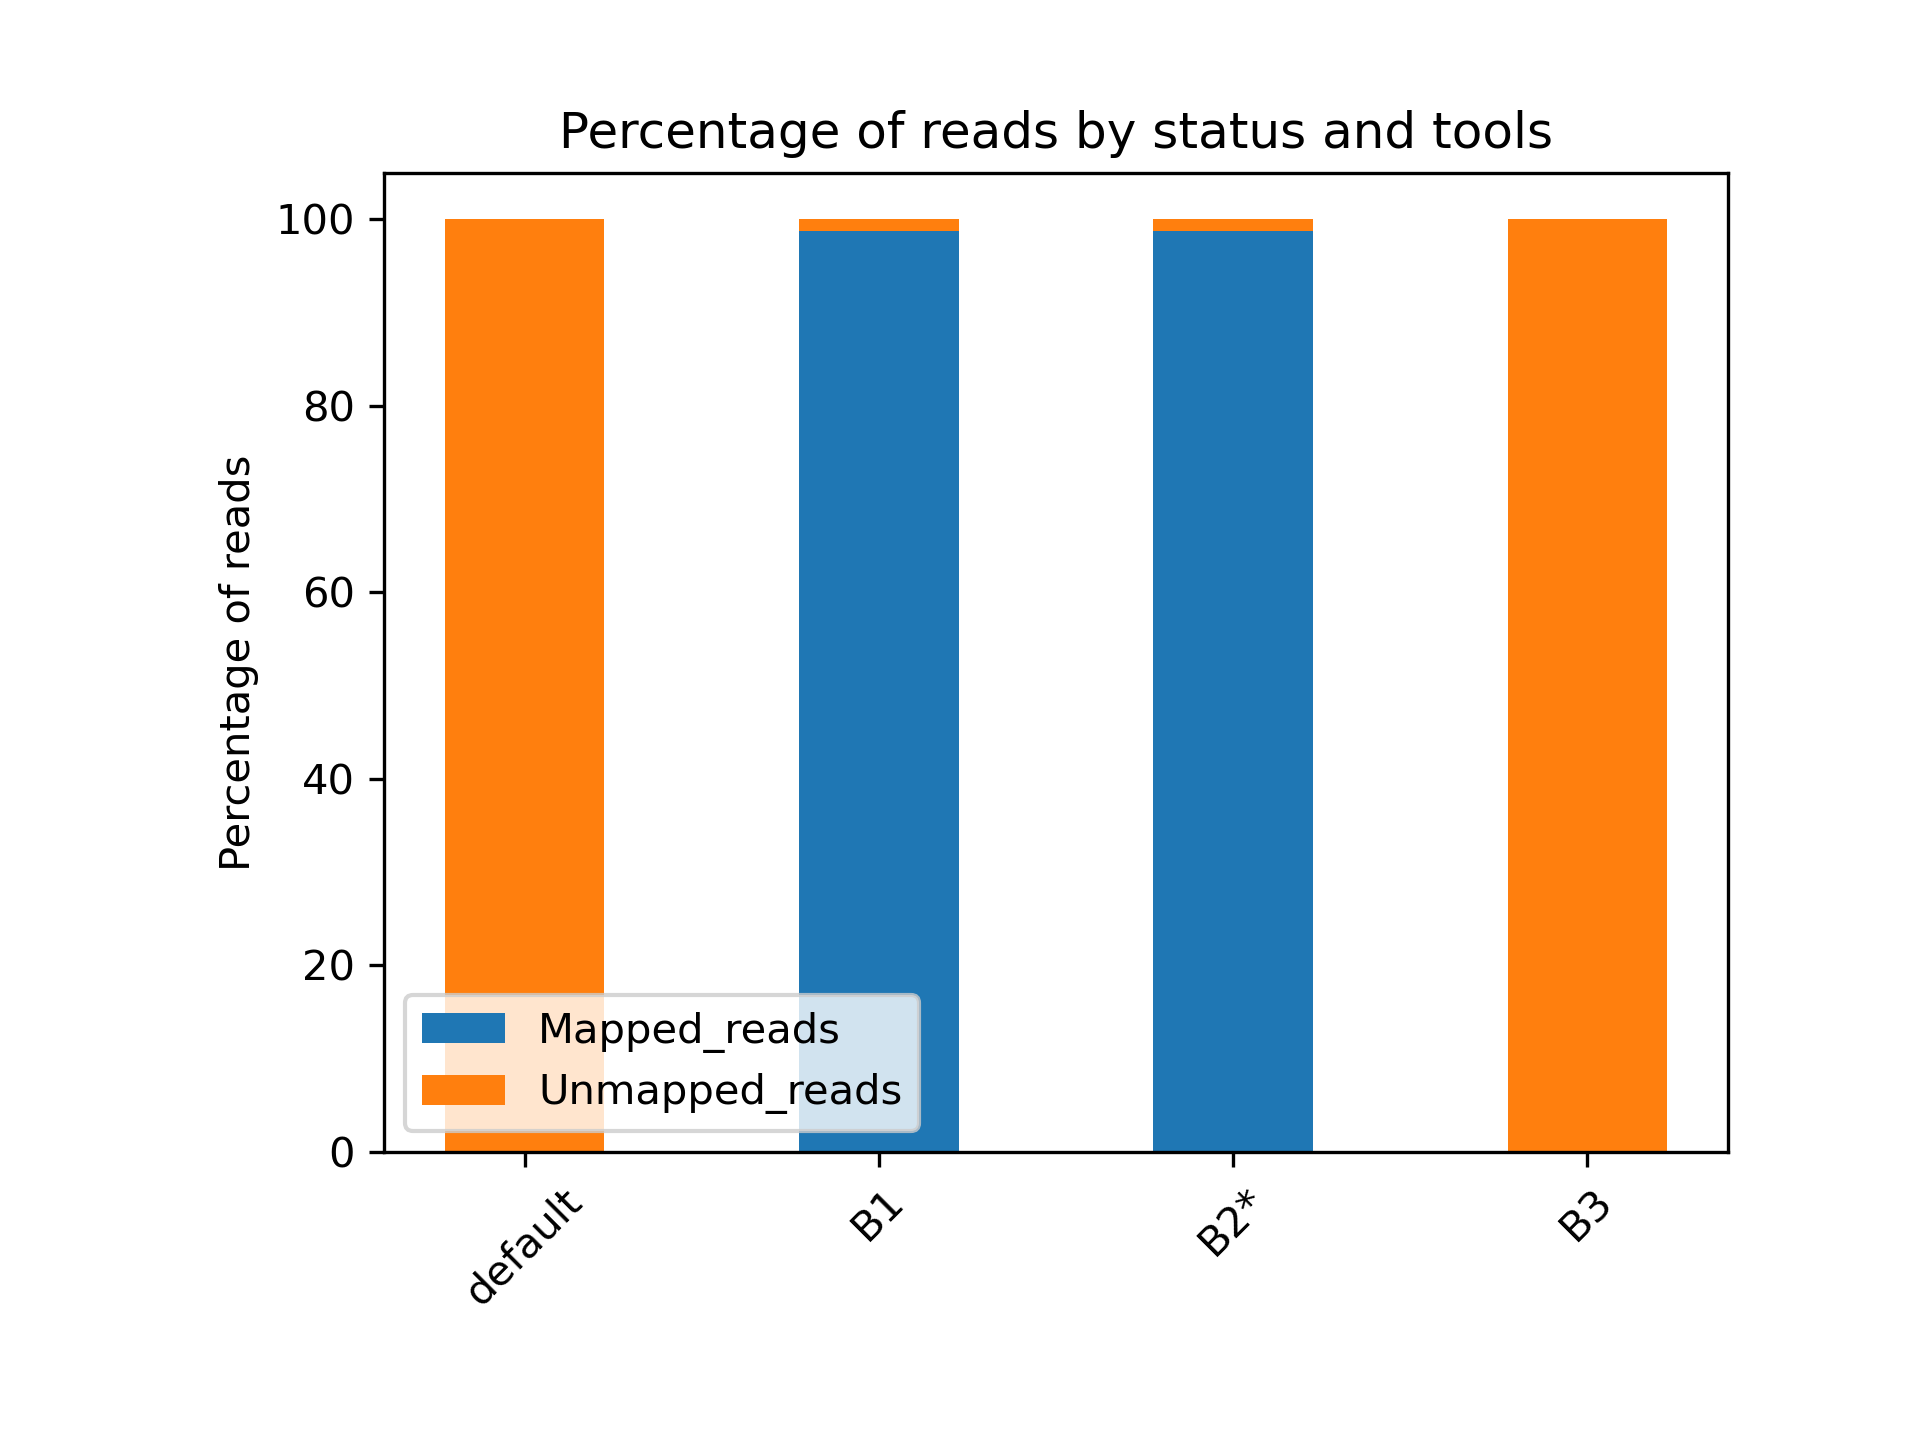 Percentage of reads by status and tools
Percentage of reads
100
80
60
40
20
0
Mapped_reads
Unmapped_reads
default
B1
B2*
B3